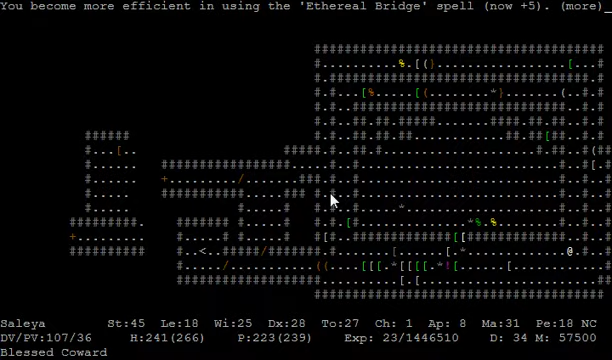 You become more efficient in using the 'Ethereal Bridge' spell (now +5). (more)_
Saleya St:45 Le:18 Wi:25 Dx:28 To:27 Ch: 1 Ap: 8 Ma:31 Pe:18 NC
DV/PV:107/36 H:241(266) P:223(239) Exp: 23/1446510 D: 34 M: 57500
Blessed Coward